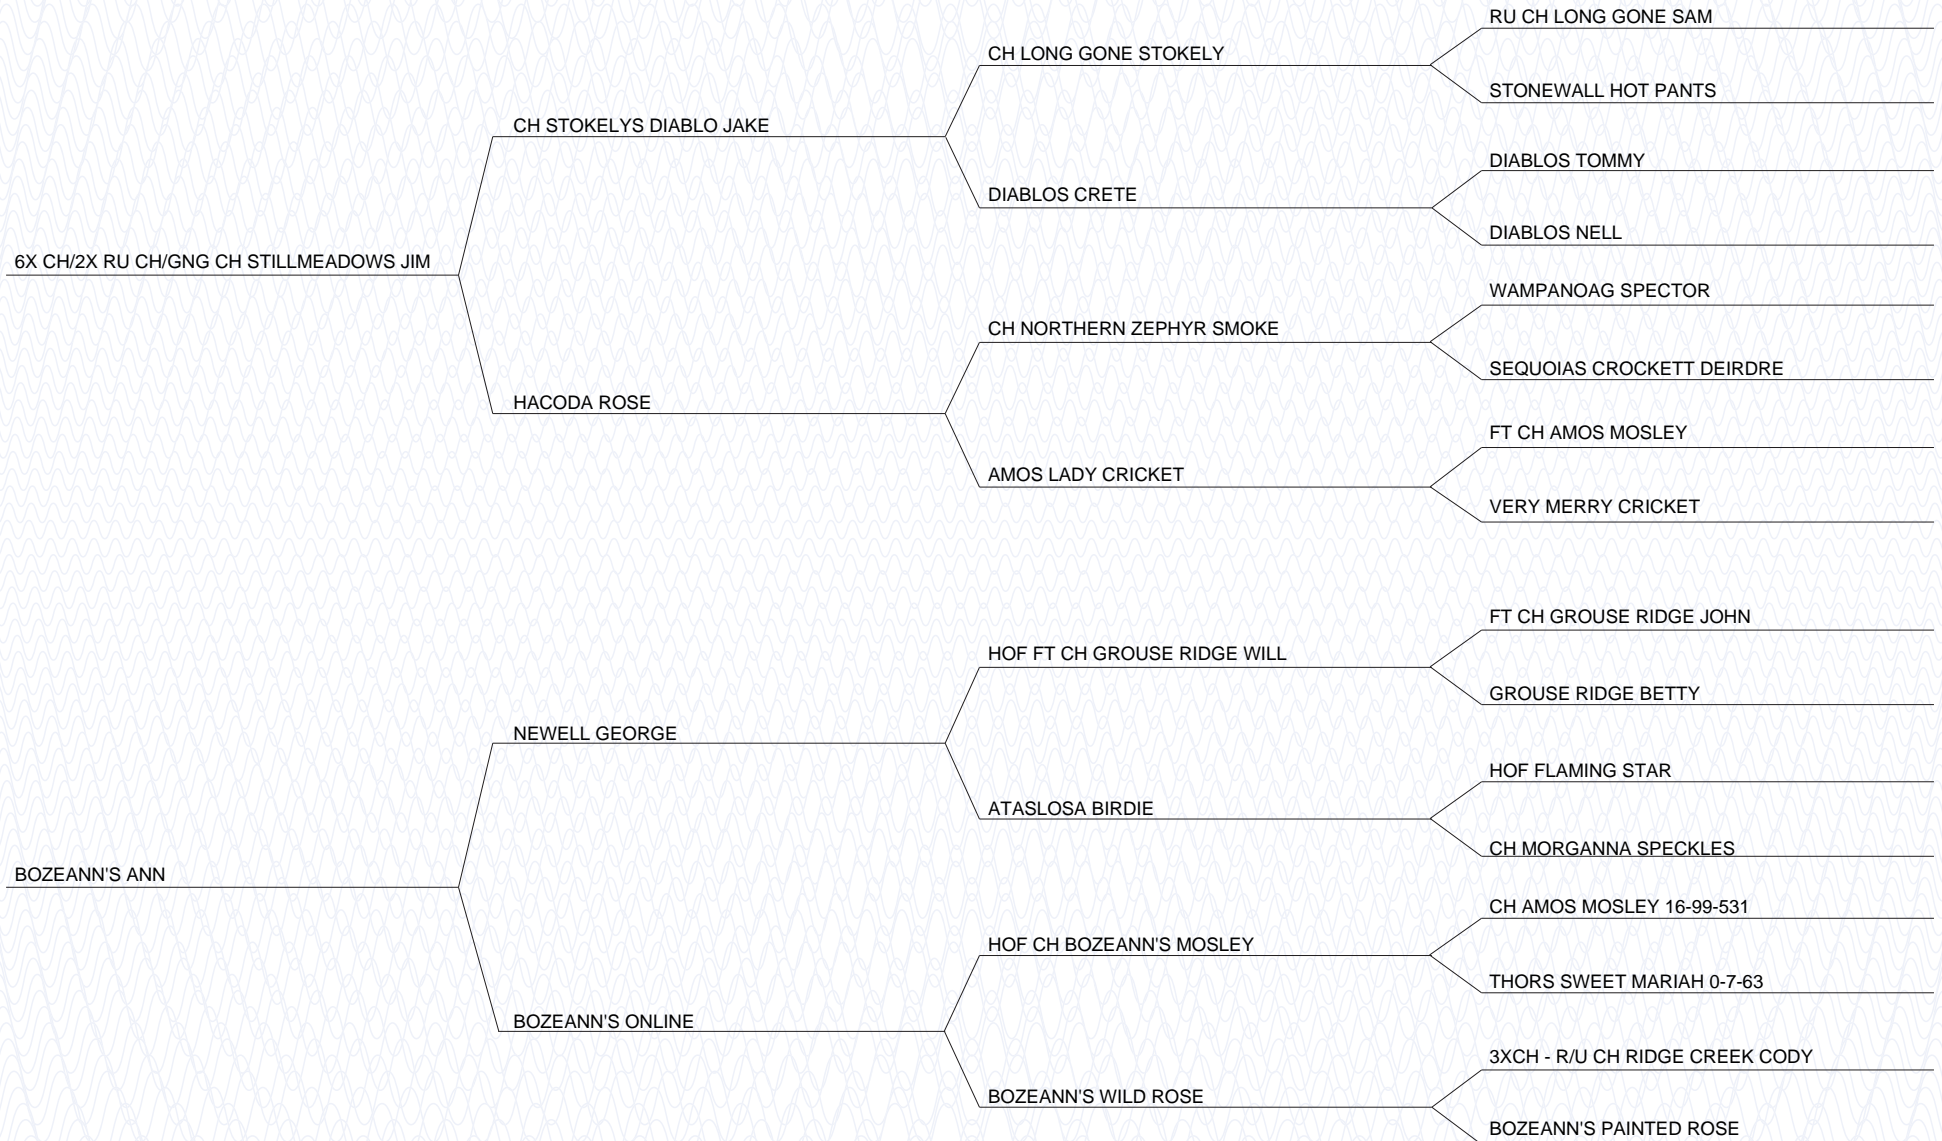 RU CH LONG GONE SAM
CH LONG GONE STOKELY
STONEWALL HOT PANTS
CH STOKELYS DIABLO JAKE
DIABLOS TOMMY
DIABLOS CRETE
DIABLOS NELL
6X CH/2X RU CH/GNG CH STILLMEADOWS JIM
WAMPANOAG SPECTOR
CH NORTHERN ZEPHYR SMOKE
SEQUOIAS CROCKETT DEIRDRE
HACODA ROSE
FT CH AMOS MOSLEY
AMOS LADY CRICKET
VERY MERRY CRICKET
FT CH GROUSE RIDGE JOHN
HOF FT CH GROUSE RIDGE WILL
GROUSE RIDGE BETTY
NEWELL GEORGE
HOF FLAMING STAR
ATASLOSA BIRDIE
CH MORGANNA SPECKLES
BOZEANN'S ANN
CH AMOS MOSLEY 16-99-531
HOF CH BOZEANN'S MOSLEY
THORS SWEET MARIAH 0-7-63
BOZEANN'S ONLINE
3XCH - R/U CH RIDGE CREEK CODY
BOZEANN'S WILD ROSE
BOZEANN'S PAINTED ROSE